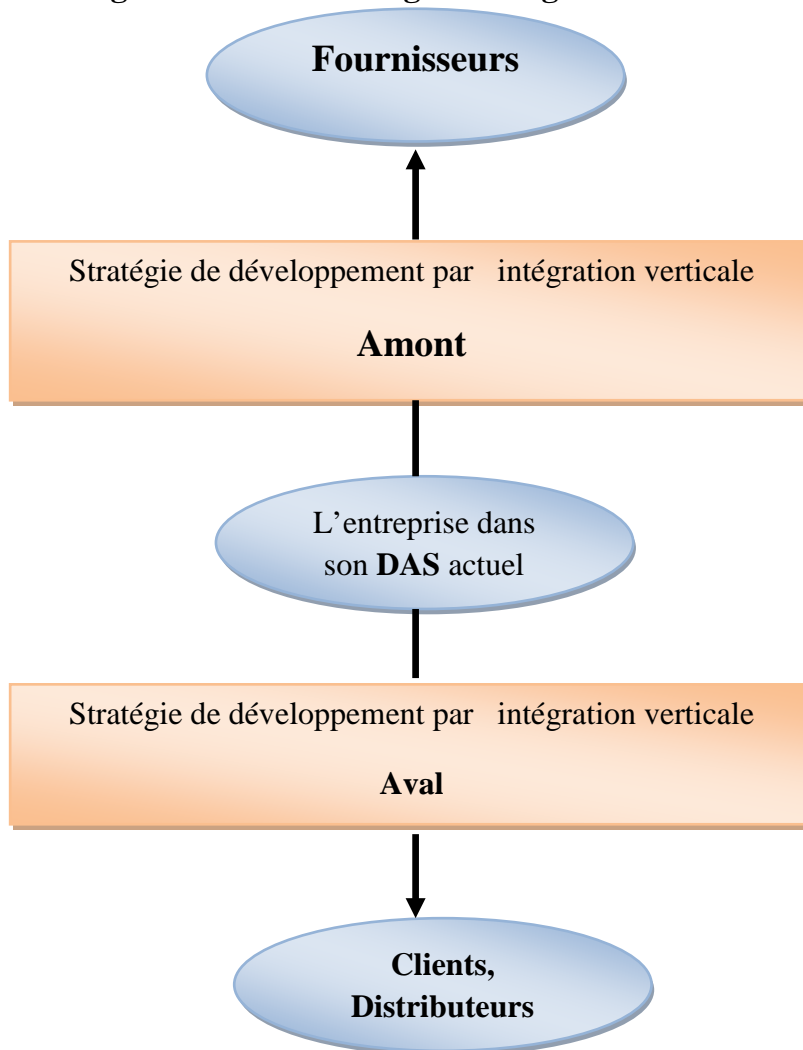 Fournisseurs
Stratégie de développement par intégration verticale
Amont
L’entreprise dans
son DAS actuel
Stratégie de développement par intégration verticale
Aval
Clients,
Distributeurs